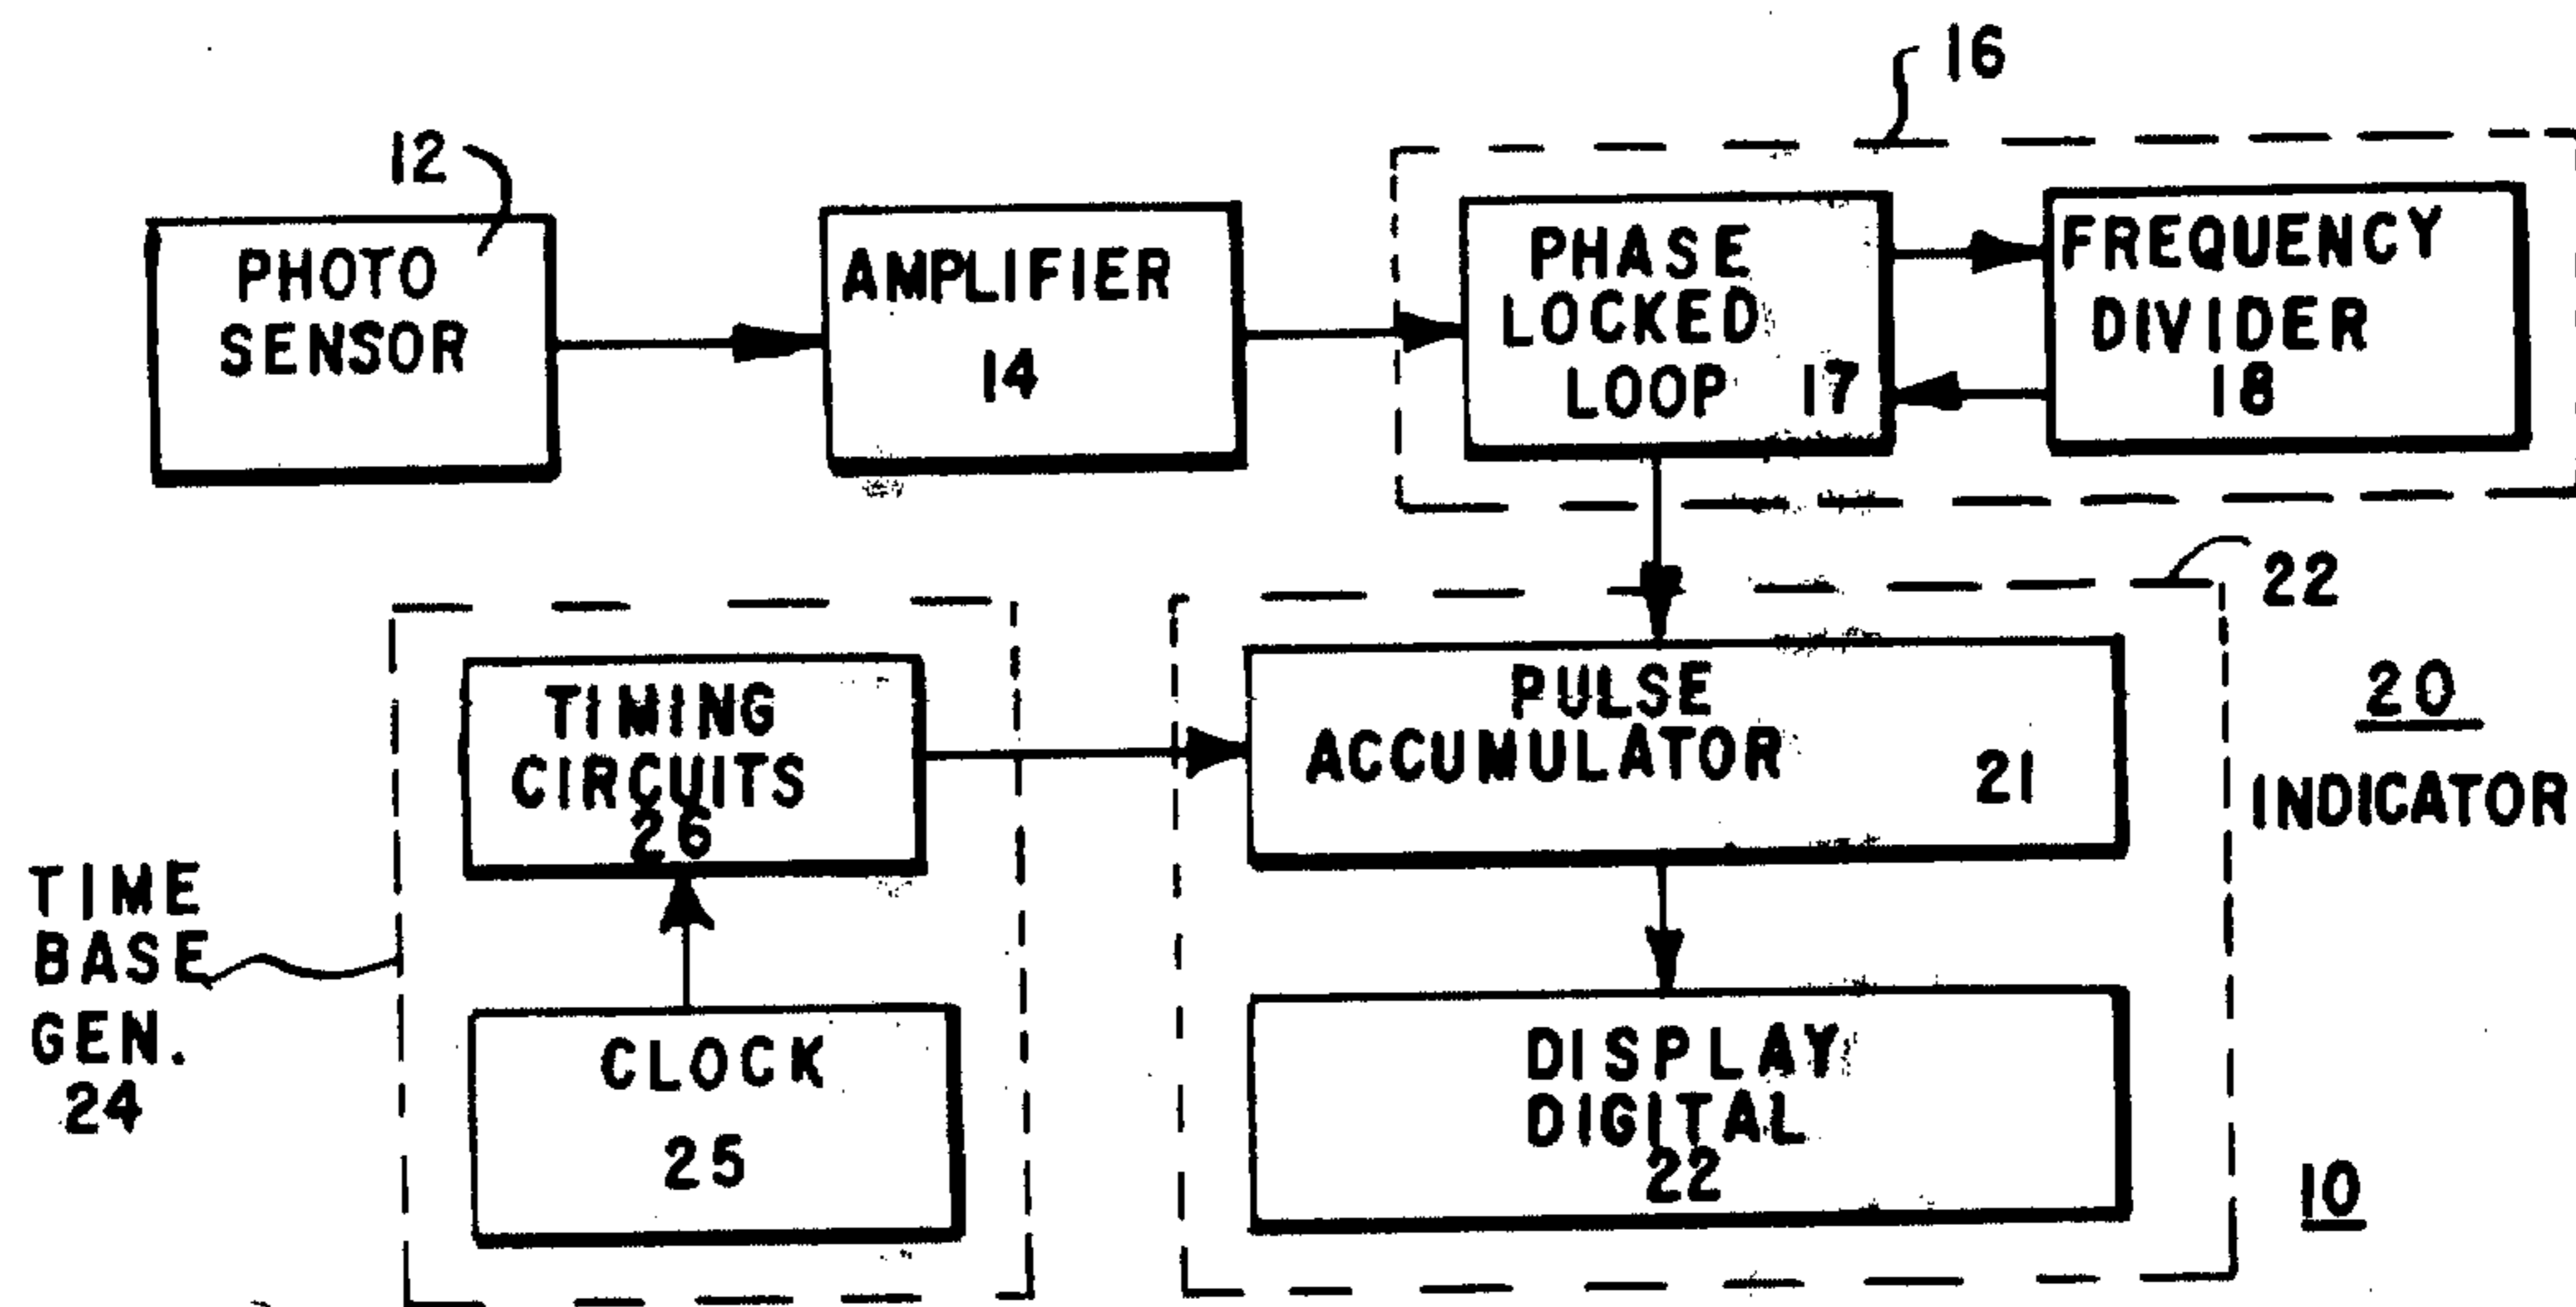 16
12
PHOTO
SENSOR
AMPLIFIER
14
PHASE
LOCKED
LOOP 17
FREQUENCY
DIVIDER
18
22
20
INDICATOR
TIMING
CIRCUITS
26
PULSE
ACCUMULATOR
21
TIME
BASE
GEN.
24
CLOCK
25
DISPLAY
DIGITAL
22
10